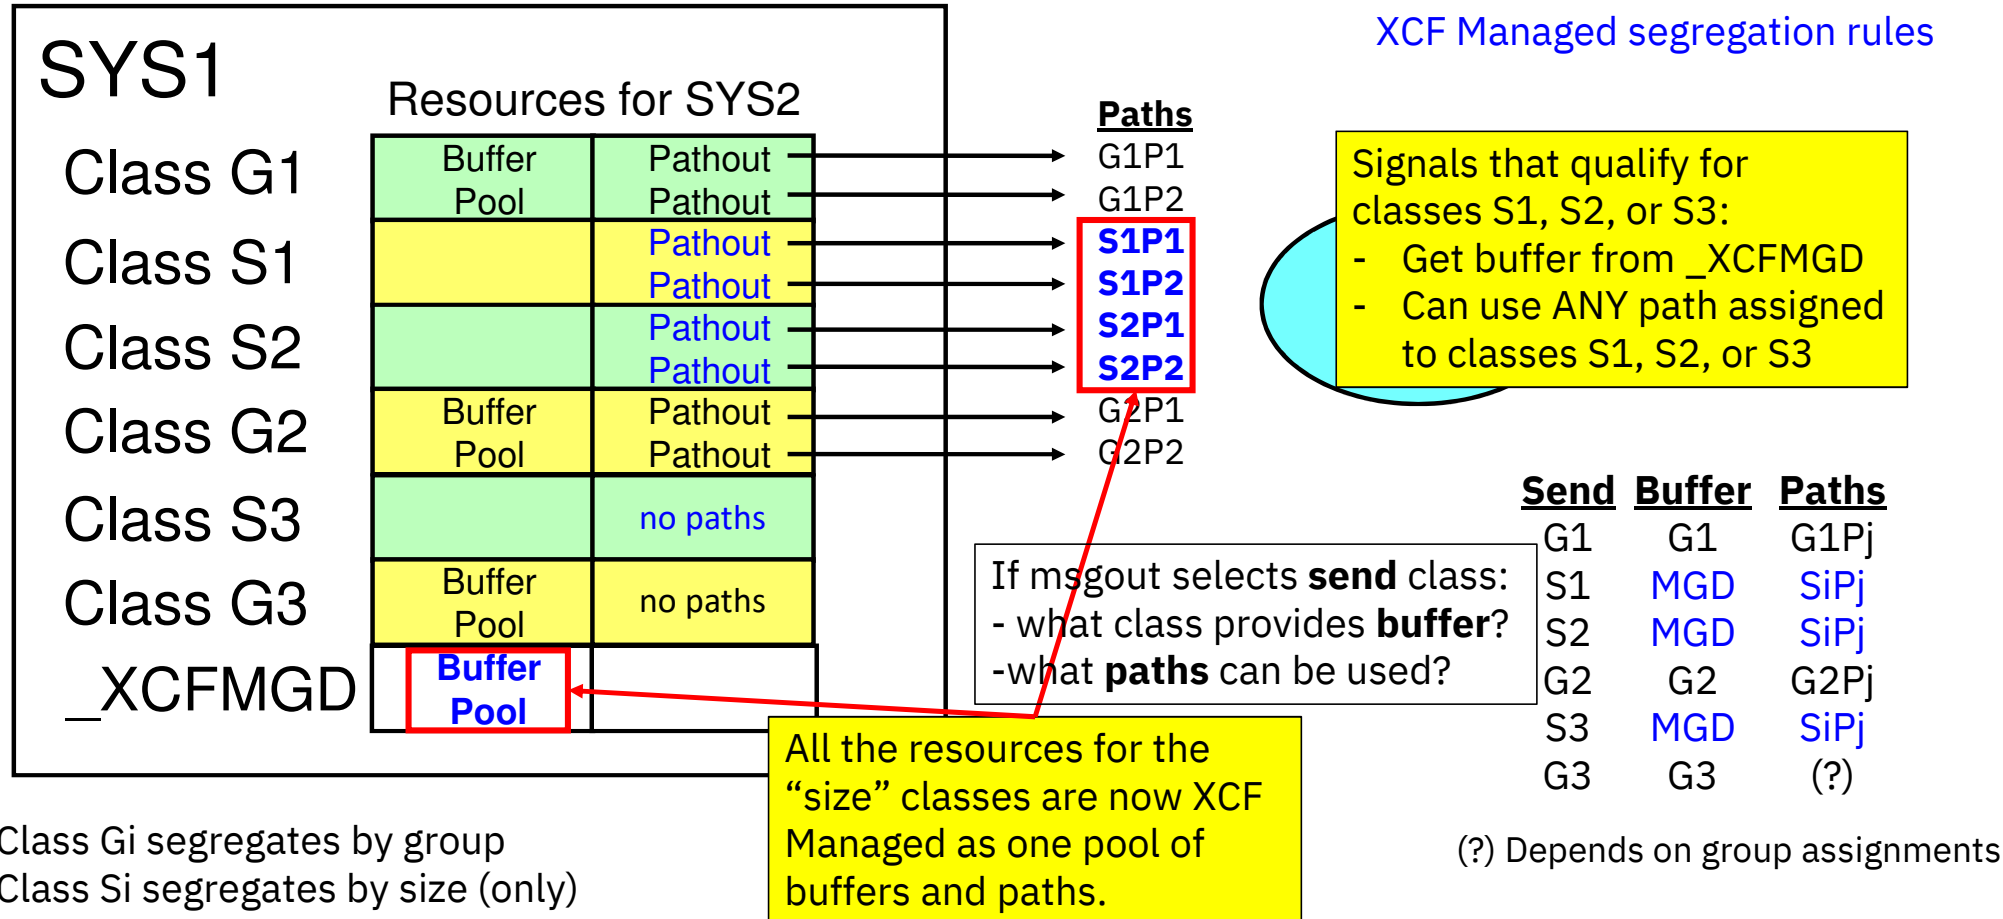 XCF Managed segregation rules
SYS1
Resources for SYS2
Paths
Class G1
Buffer
Pool
Pathout
Pathout
G1P1
G1P2
Class S1
Pathout
Pathout
S1P1
S1P2
Class S2
Pathout
Pathout
S2P1
S2P2
Class G2
Buffer
Pool
Pathout
Pathout
G2P1
G2P2
Class S3
no paths
Class G3
Buffer
Pool
no paths
_XCFMGD
Buffer
Pool
Signals that qualify for
classes S1, S2, or S3:
- Get buffer from _XCFMGD
- Can use ANY path assigned
to classes S1, S2, or S3
If msgout selects send class:
- what class provides buffer?
-what paths can be used?
Send Buffer Paths
G1 G1 G1Pj
S1 MGD SiPj
S2 MGD SiPj
G2 G2 G2Pj
S3 MGD SiPj
G3 G3 (?)
(?) Depends on group assignments
All the resources for the
“size” classes are now XCF
Managed as one pool of
buffers and paths.
Class Gi segregates by group
Class Si segregates by size (only)